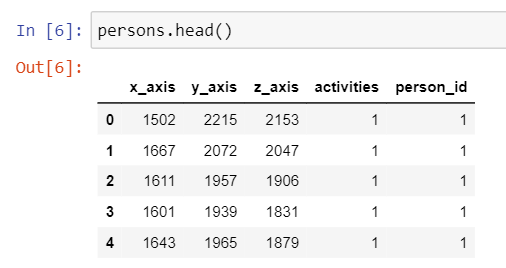 In [6]: persons.head()
Out[6]:
x_axis y_axis z_axis activities person_id
0 1502 2215 2153 1 1
1 1667 2072 2047 1 1
2 1611 1957 1906 1 1
3 1601 1939 1831 1 1
4 1643 1965 1879 1 1